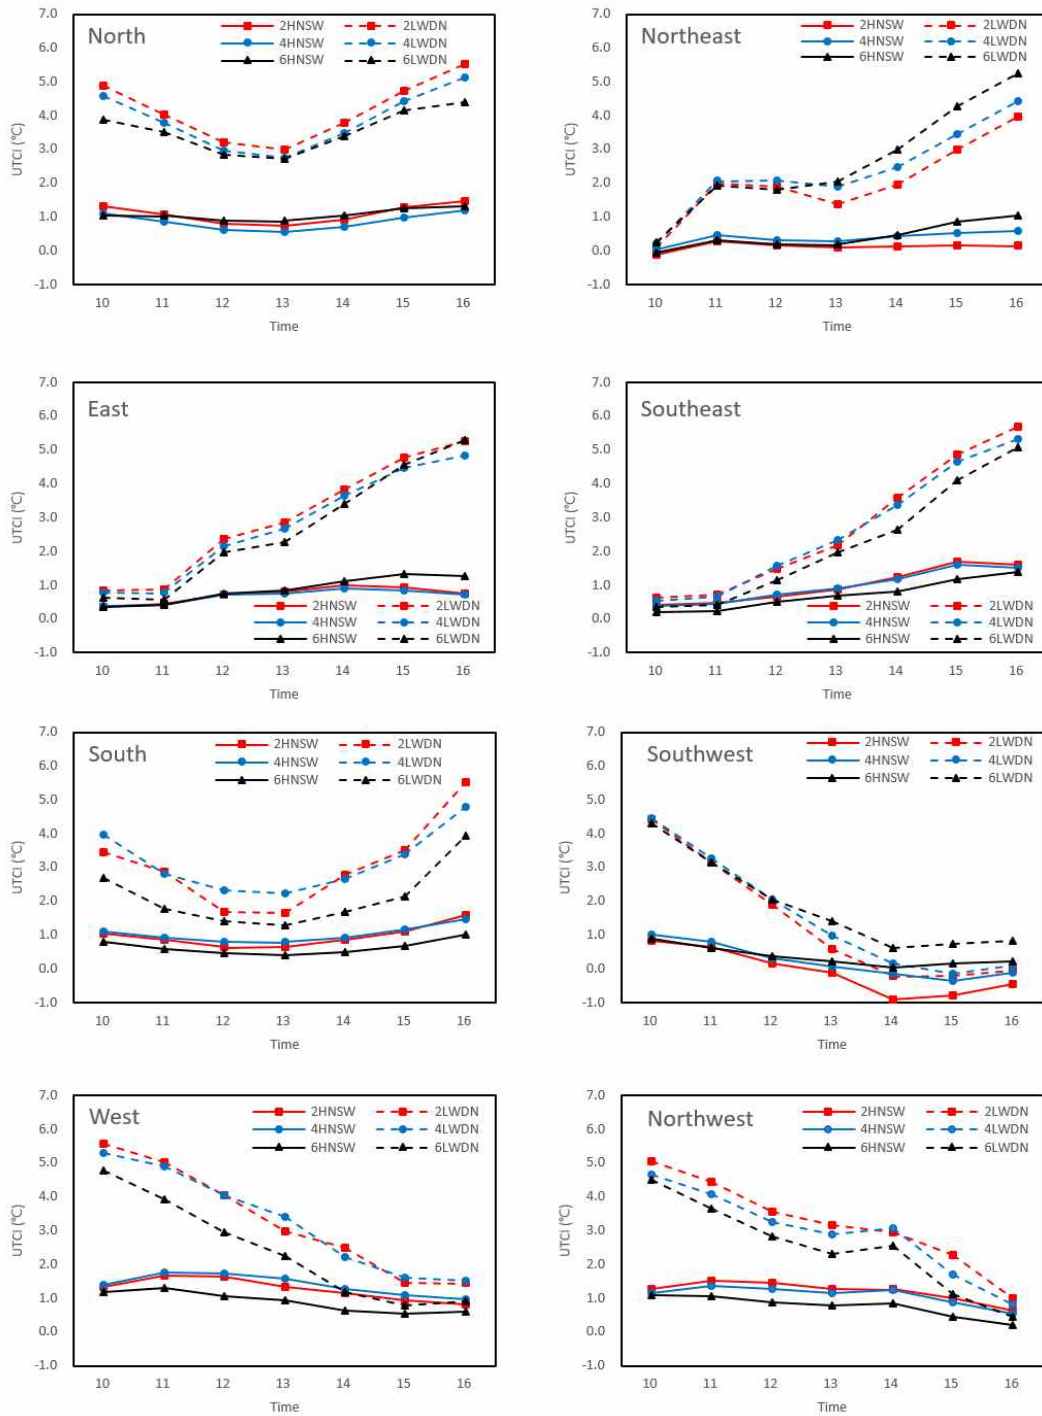 North
2HNSW 2LWDN
4HNSW 4LWDN
6HNSW 6LWDN
7.0
6.0
5.0
4.0
3.0
2.0
1.0
0.0
-1.0
UTCI (°C)
10 11 12 13 14 15 16
Time
Northeast
2HNSW 2LWDN
4HNSW 4LWDN
6HNSW 6LWDN
7.0
6.0
5.0
4.0
3.0
2.0
1.0
0.0
-1.0
UTCI (°C)
10 11 12 13 14 15 16
Time
East
7.0
6.0
5.0
4.0
3.0
2.0
1.0
0.0
-1.0
UTCI (°C)
2HNSW 2LWDN
4HNSW 4LWDN
6HNSW 6LWDN
10 11 12 13 14 15 16
Time
Southeast
7.0
6.0
5.0
4.0
3.0
2.0
1.0
0.0
-1.0
UTCI (°C)
2HNSW 2LWDN
4HNSW 4LWDN
6HNSW 6LWDN
10 11 12 13 14 15 16
Time
South
2HNSW 2LWDN
4HNSW 4LWDN
6HNSW 6LWDN
7.0
6.0
5.0
4.0
3.0
2.0
1.0
0.0
-1.0
UTCI (°C)
10 11 12 13 14 15 16
Time
Southwest
2HNSW 2LWDN
4HNSW 4LWDN
6HNSW 6LWDN
7.0
6.0
5.0
4.0
3.0
2.0
1.0
0.0
-1.0
UTCI (°C)
10 11 12 13 14 15 16
Time
West
2HNSW 2LWDN
4HNSW 4LWDN
6HNSW 6LWDN
7.0
6.0
5.0
4.0
3.0
2.0
1.0
0.0
-1.0
UTCI (°C)
10 11 12 13 14 15 16
Time
Northwest
2HNSW 2LWDN
4HNSW 4LWDN
6HNSW 6LWDN
7.0
6.0
5.0
4.0
3.0
2.0
1.0
0.0
-1.0
UTCI (°C)
10 11 12 13 14 15 16
Time